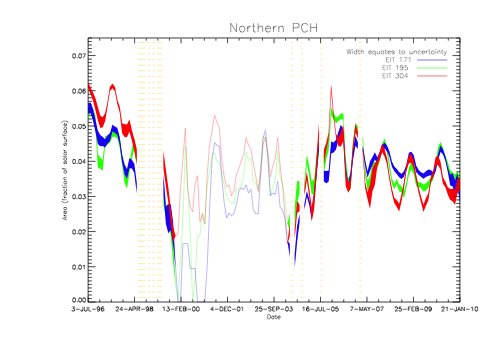 Northern PCH
Width equates to uncertainty
EIT 171
EIT 195
EIT 304
0.07
0.06
0.05
0.04
0.03
0.02
0.01
0.00
Area (fraction of solar surface)
3-JUL-96 24-APR-98 13-FEB-00 4-DEC-01 25-SEP-03 16-JUL-05 7-MAY-07 25-FEB-09 21-JAN-10
Date